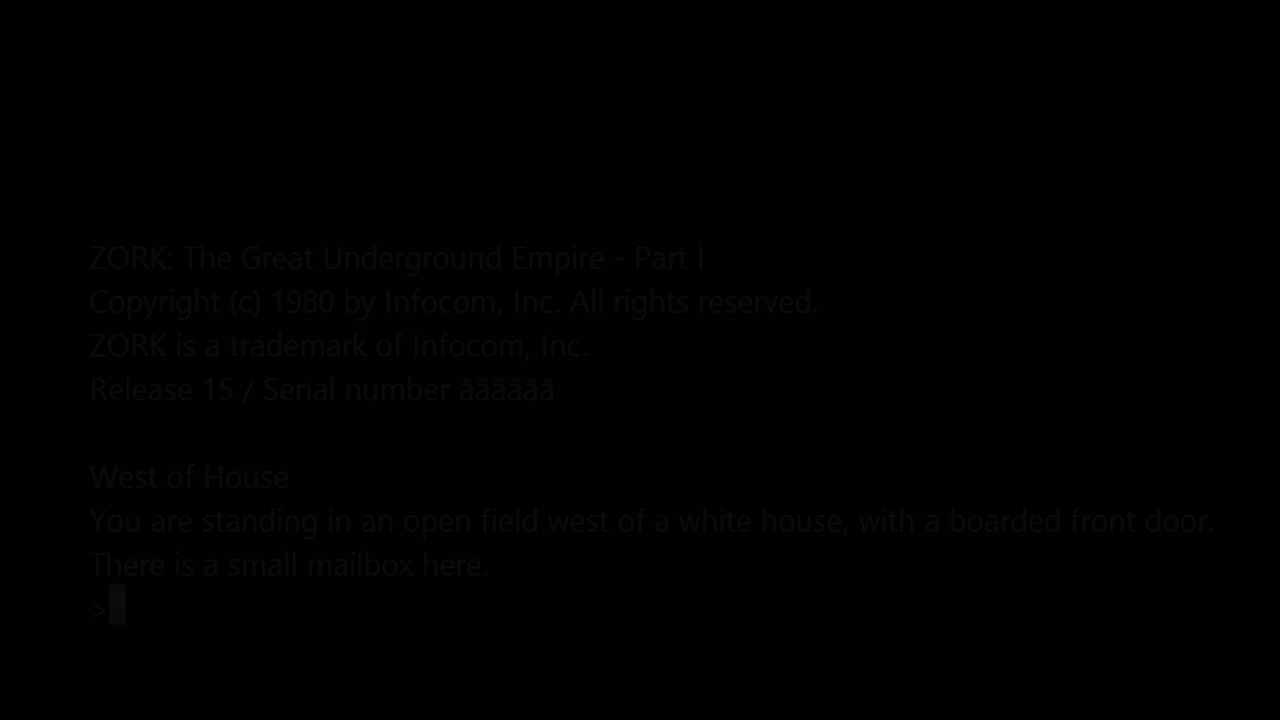 ZORK: The Great Underground Empire - Part I
Copyright (c) 1980 by Infocom, Inc. All rights reserved.
ZORK is a trademark of Infocom, Inc.
Release 15 / Serial number ââââââ
West of House
You are standing in an open field west of a white house, with a boarded front door.
There is a small mailbox here.
>